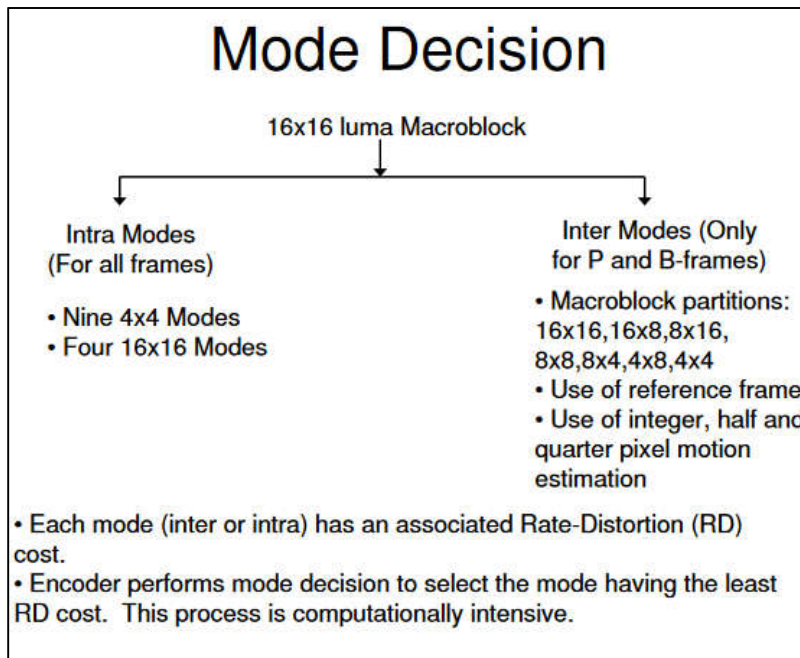 Mode Decision
16x16 luma Macroblock
Intra Modes
(For all frames)
• Nine 4x4 Modes
• Four 16x16 Modes
Inter Modes (Only
for P and B-frames)
• Macroblock partitions:
16x16,16x8,8x16,
8x8,8x4,4x8,4x4
• Use of reference frame
• Use of integer, half and
quarter pixel motion
estimation
• Each mode (inter or intra) has an associated Rate-Distortion (RD)
cost.
• Encoder performs mode decision to select the mode having the least
RD cost.  This process is computationally intensive.